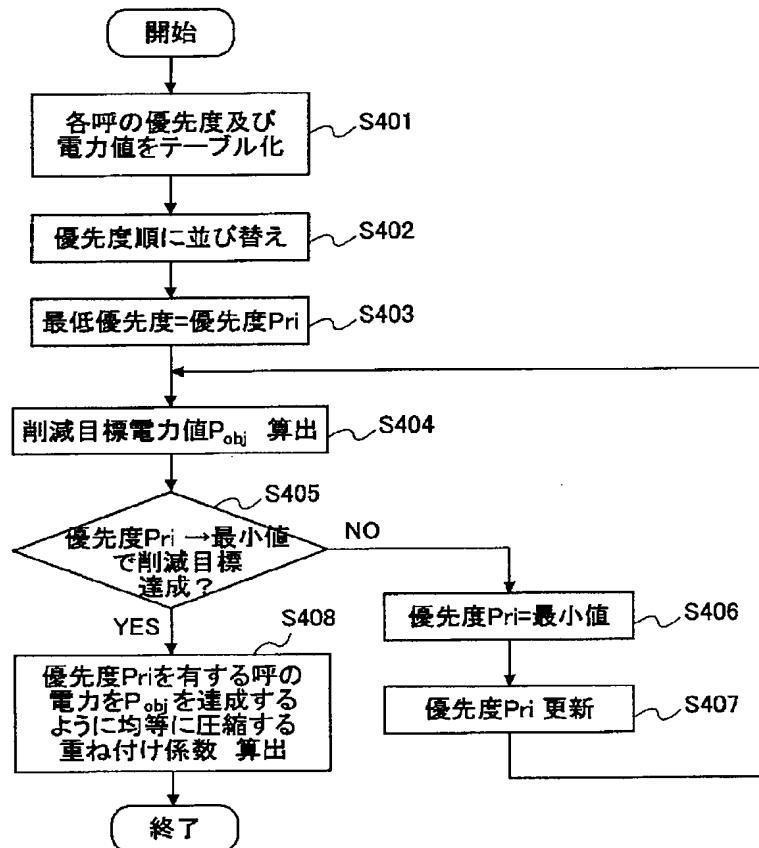 開始
各呼の優先度及び
電力値をテーブル化
S401
優先度順に並び替え
S402
最低優先度=優先度Pri
S403
削減目標電力値Pobj 算出
S404
S405
優先度Pri →最小値
で削減目標
達成？
NO
YES
優先度Pri=最小値
S406
優先度Pri 更新
S407
S408
優先度Priを有する呼の
電力をPobjを達成する
ように均等に圧縮する
重ね付け係数 算出
終了